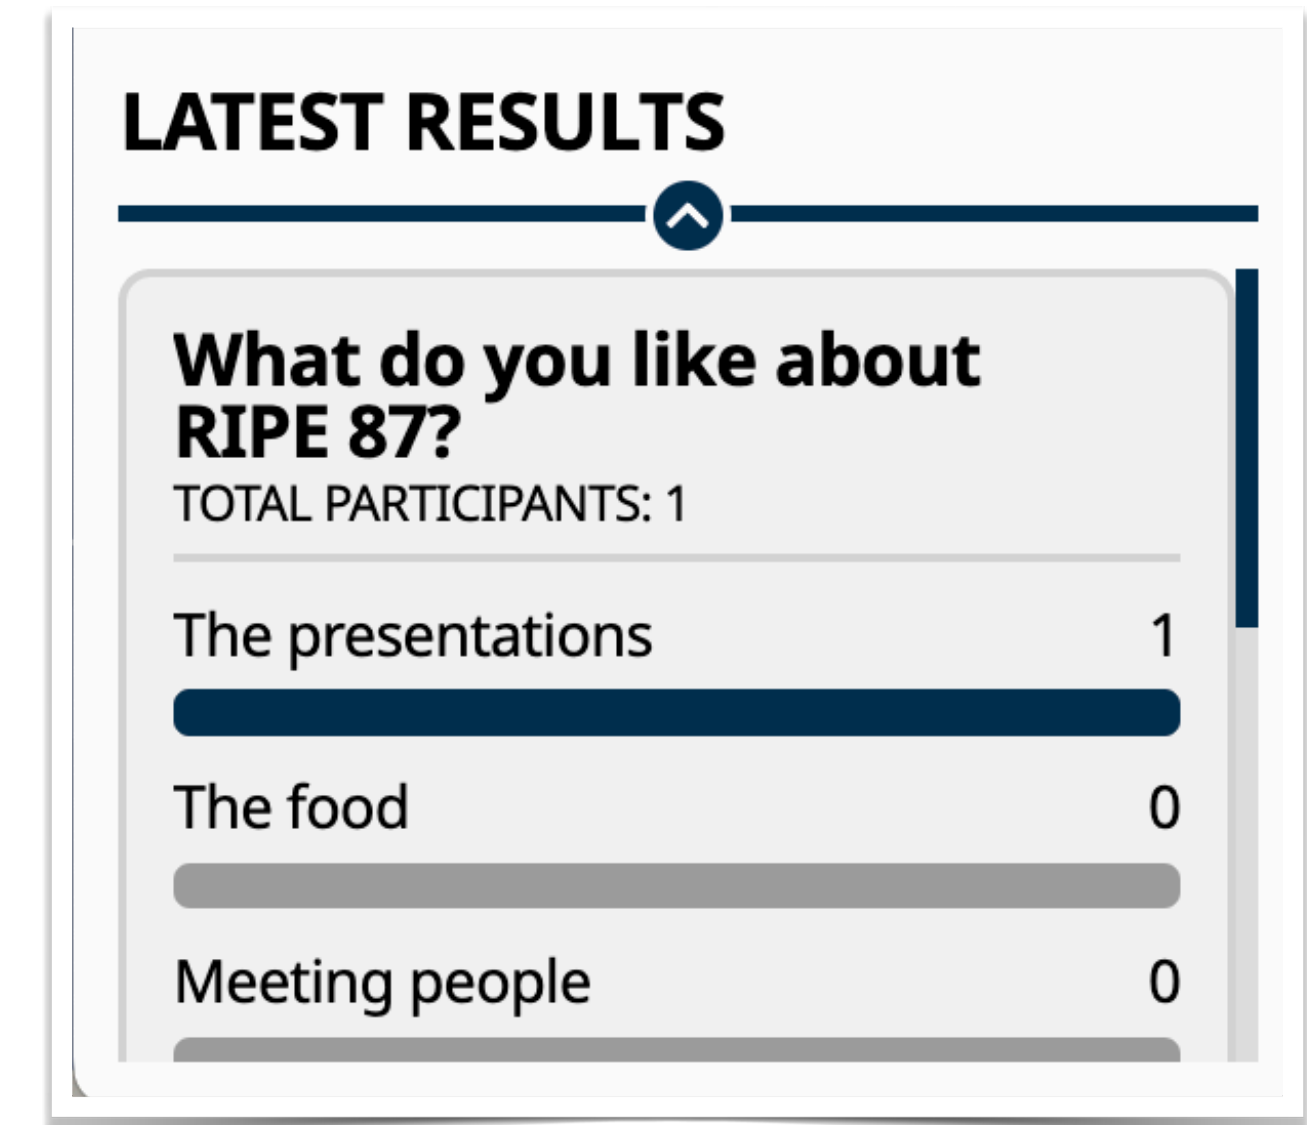 LATEST RESULTS
What do you like about
RIPE 87?
TOTAL PARTICIPANTS: 1
The presentations 1
The food 0
Meeting people 0